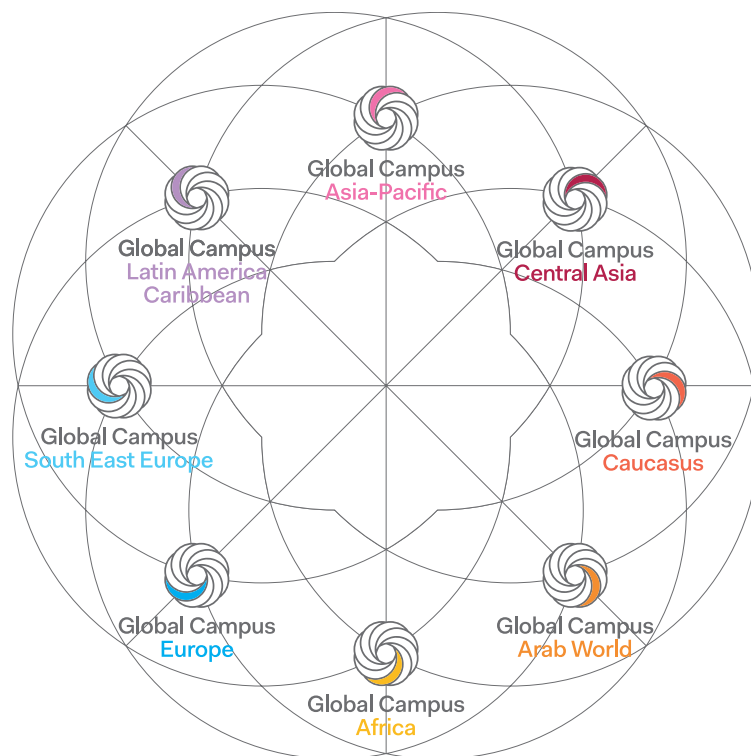 Global Campus
Asia-Pacific
Global Campus
Latin America
Caribbean
Global Campus
Central Asia
Global Campus
South East Europe
Global Campus
Caucasus
Global Campus
Europe
Global Campus
Arab World
Global Campus
Africa